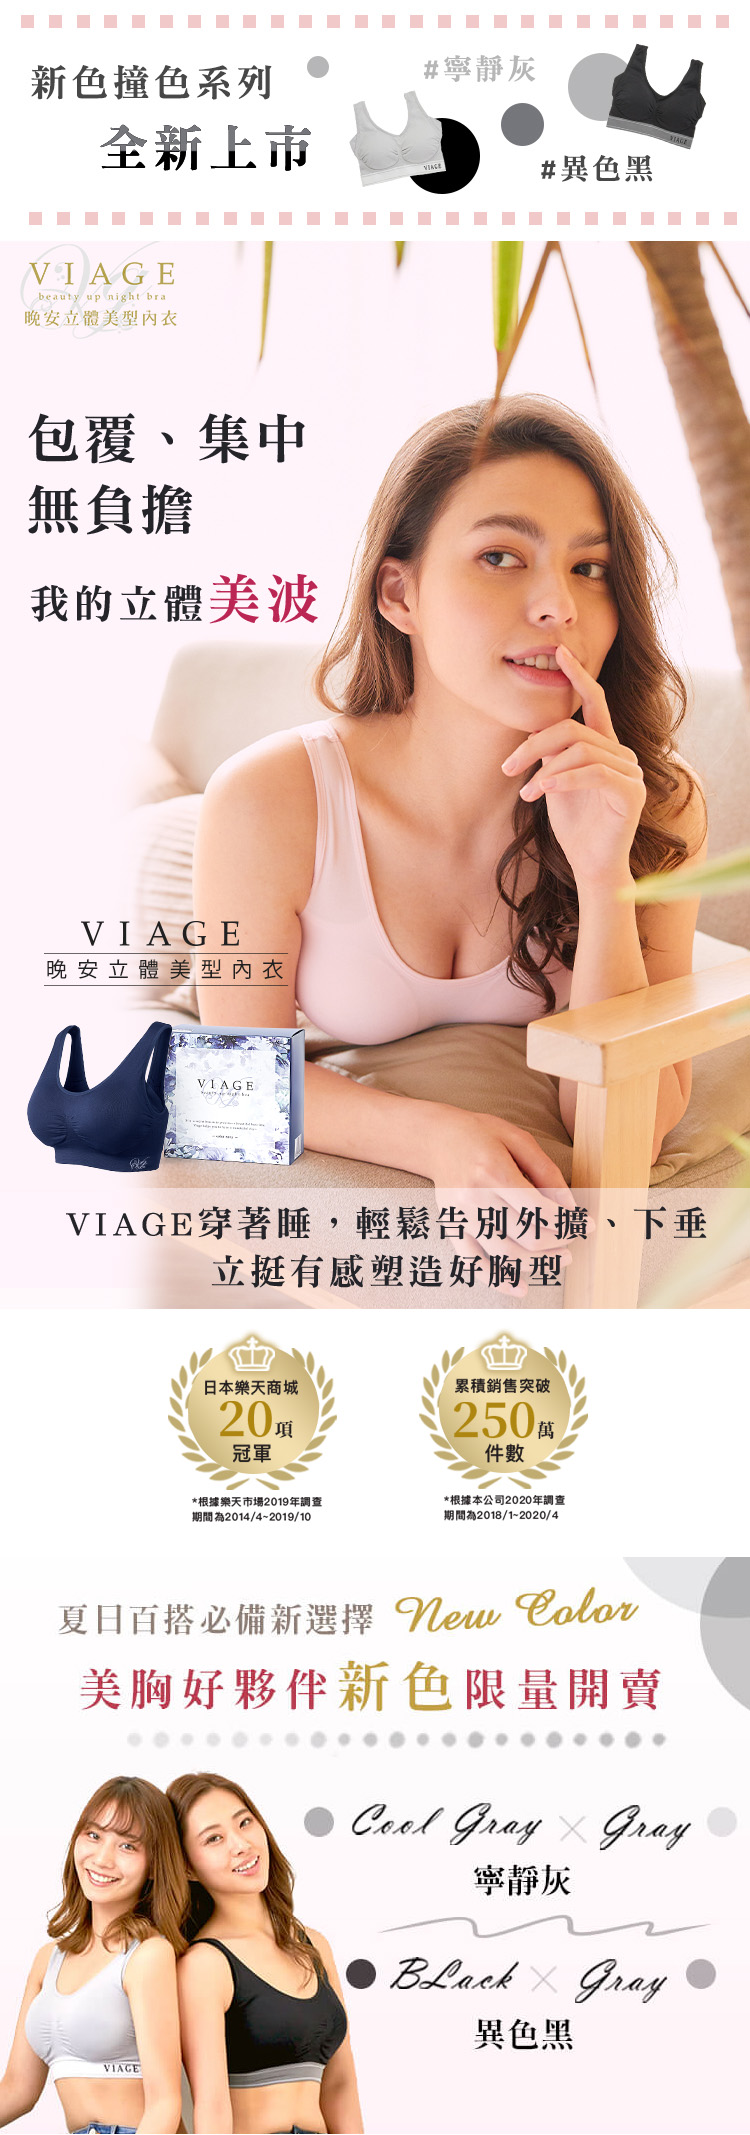 新色撞色系列
全新上市
#寧靜灰
VIAGE
VIAGE
#異色黑
VIAGE
beauty up night bra
晚安立體美型內衣
包覆、集中
無負擔
我的立體美波
VIAGE
晚安立體美型內衣
VIAGE
beauty up night bra
VIAGE穿著睡，輕鬆告別外擴、下垂
立挺有感塑造好胸型
日本樂天商城
20項
冠軍
*根據樂天市場2019年調查
期間為2014/4~2019/10
累積銷售突破
250萬
件數
*根據本公司2020年調查
期間為2018/1~2020/4
夏日百搭必備新選擇 New Color
美胸好夥伴新色限量開賣
Cool Gray × Gray
寧靜灰
BLack × Gray
異色黑
VIAGE